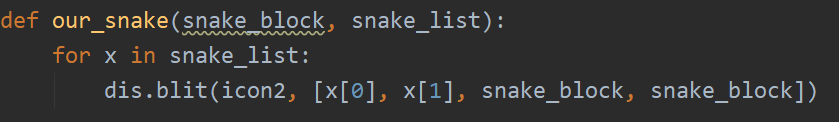 def our_snake(snake_block, snake_list):
    for x in snake_list:
        dis.blit(icon2, [x[0], x[1], snake_block, snake_block])